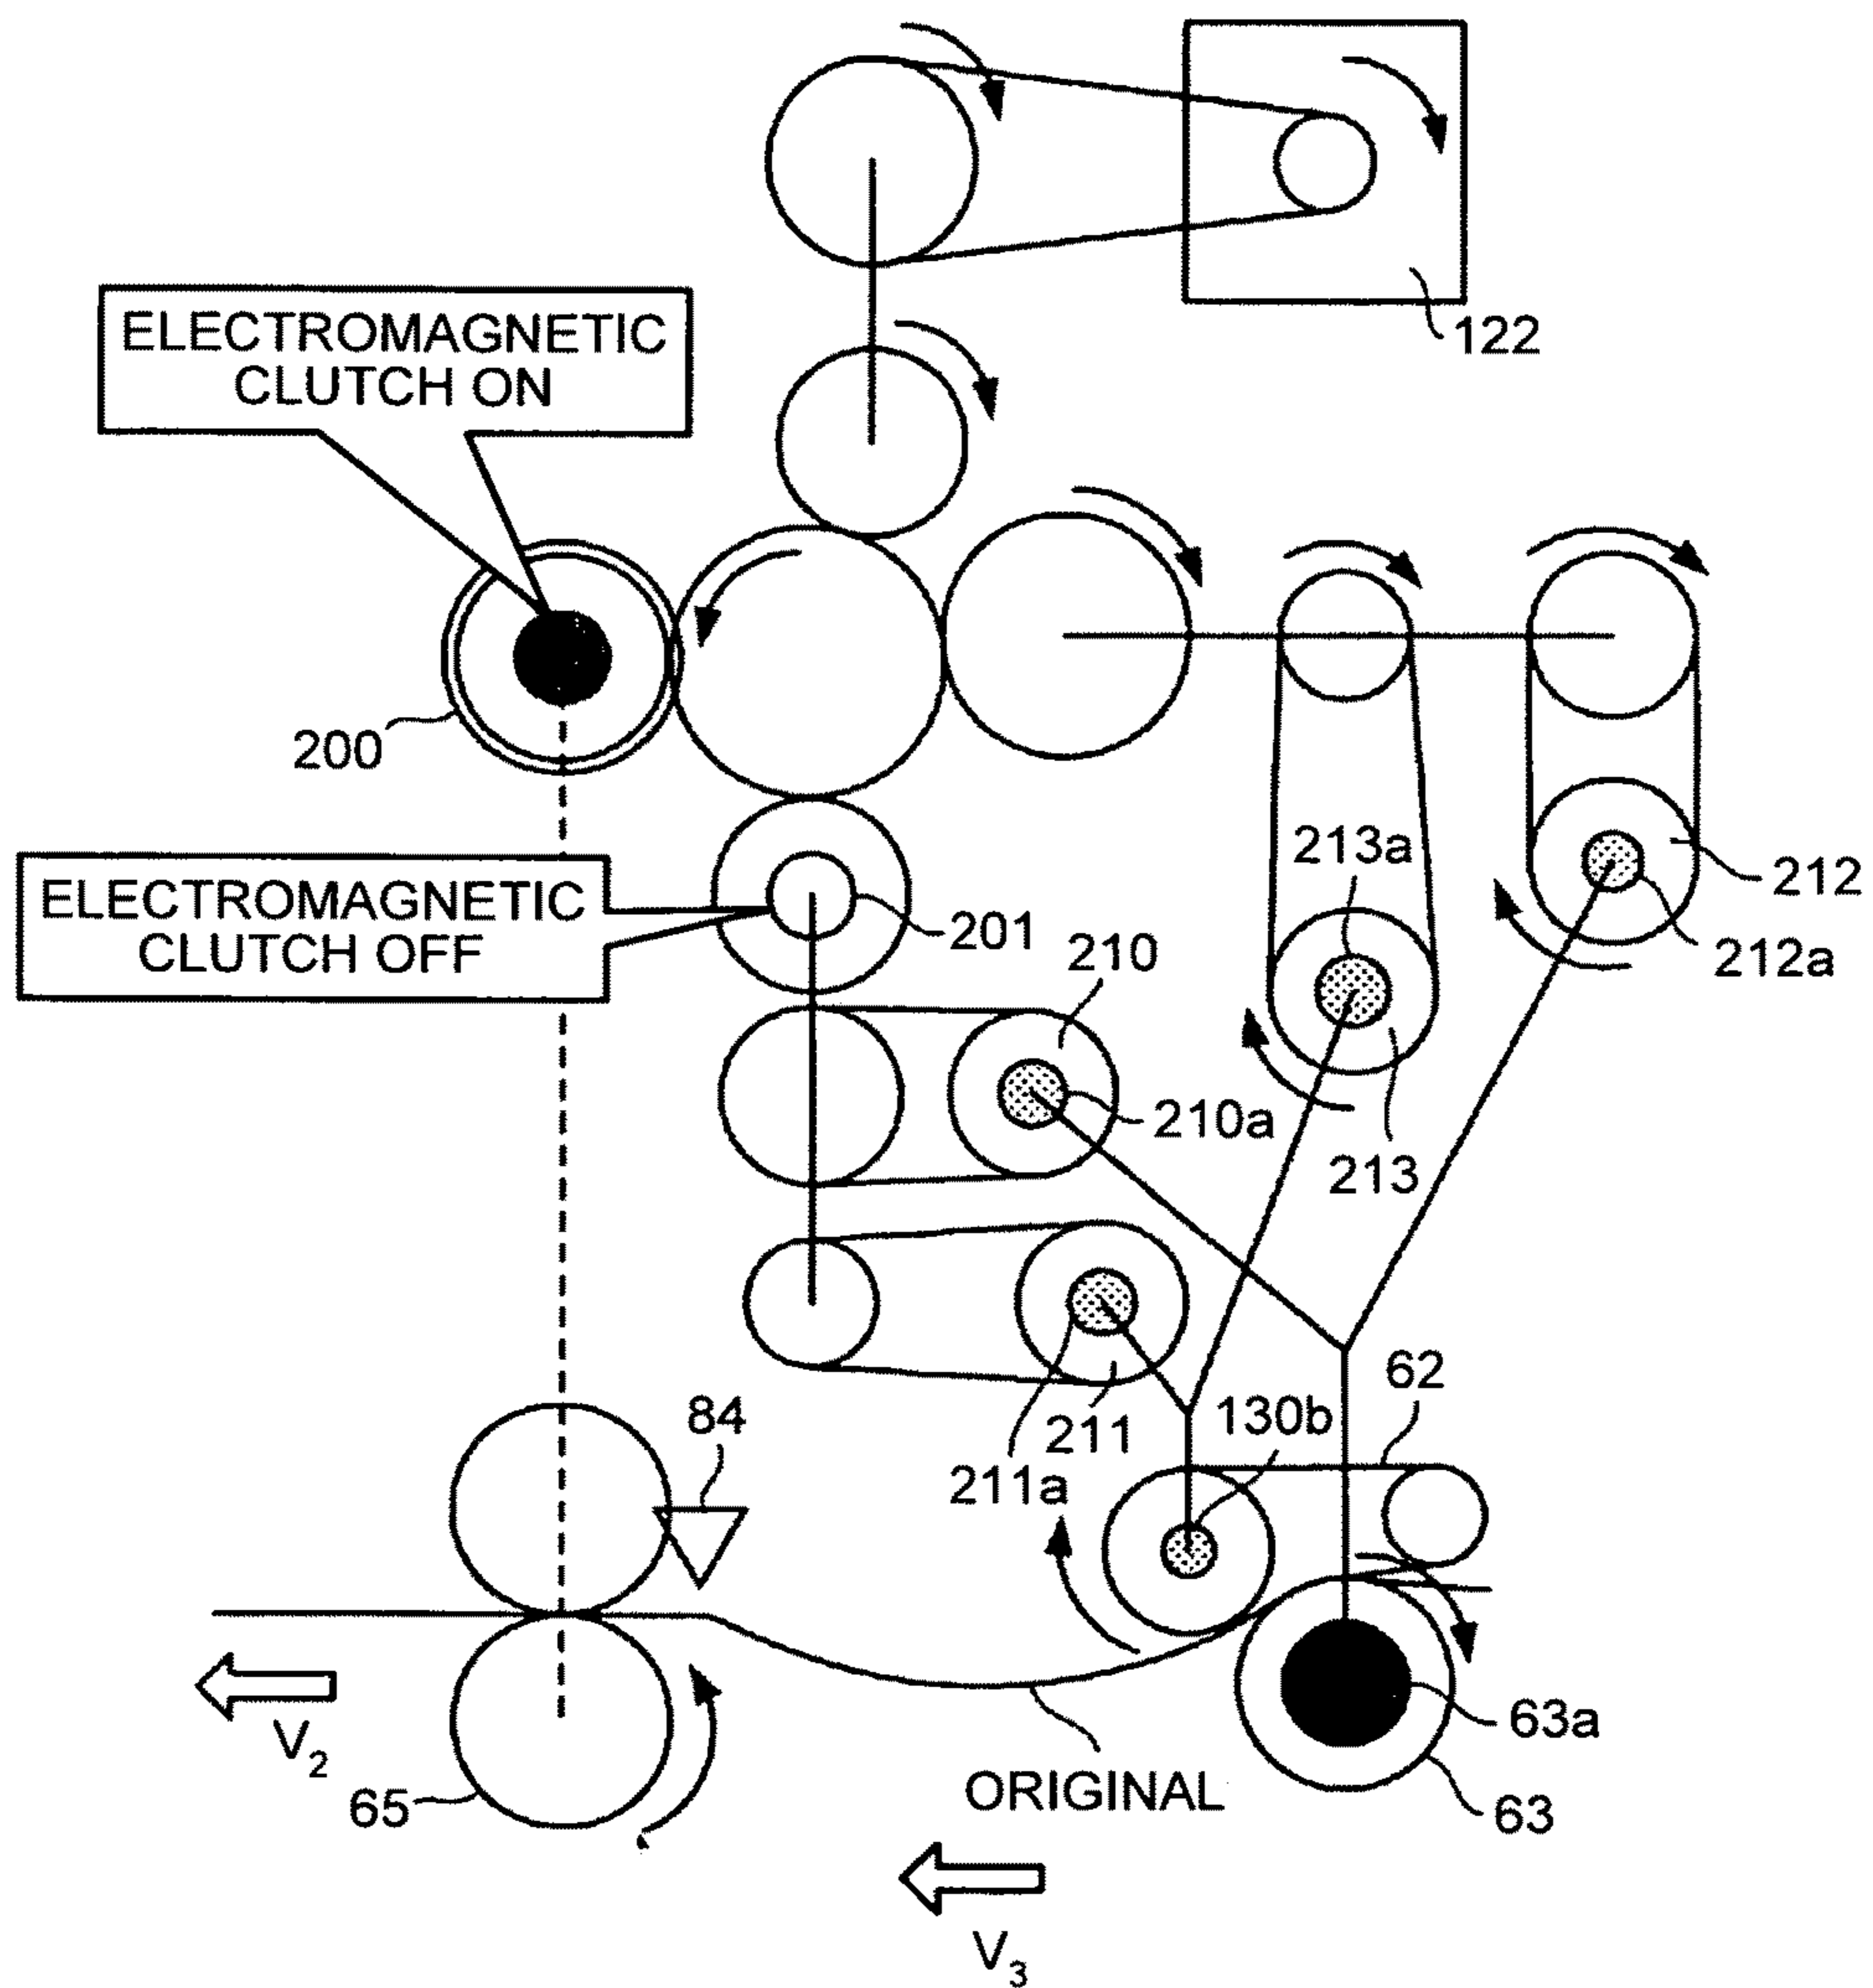 122
ELECTROMAGNETIC
CLUTCH ON
200
ELECTROMAGNETIC
CLUTCH OFF
201
210
213a
212
212a
210a
213
62
84
211
130b
211a
63a
ORIGINAL
V2
65
63
V3